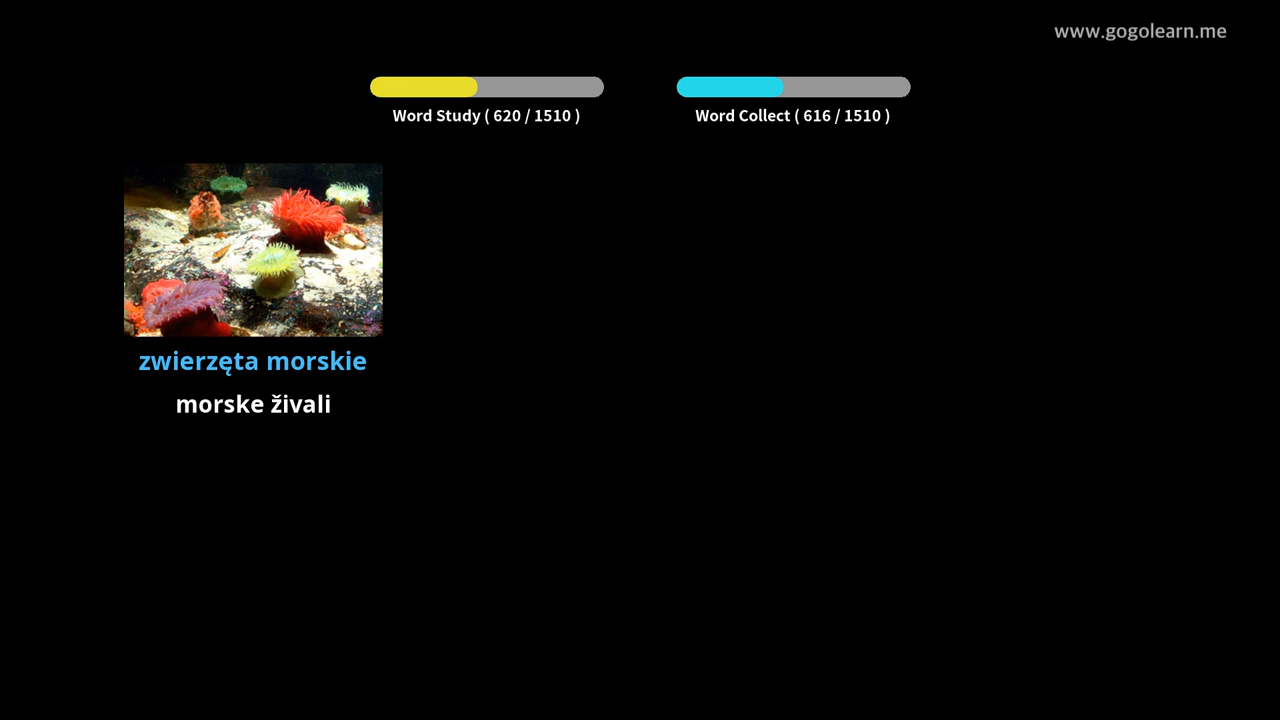 www.gogolearn.me
Word Study ( 620 / 1510 )
Word Collect ( 616 / 1510 )
zwierzęta morskie
morske živali